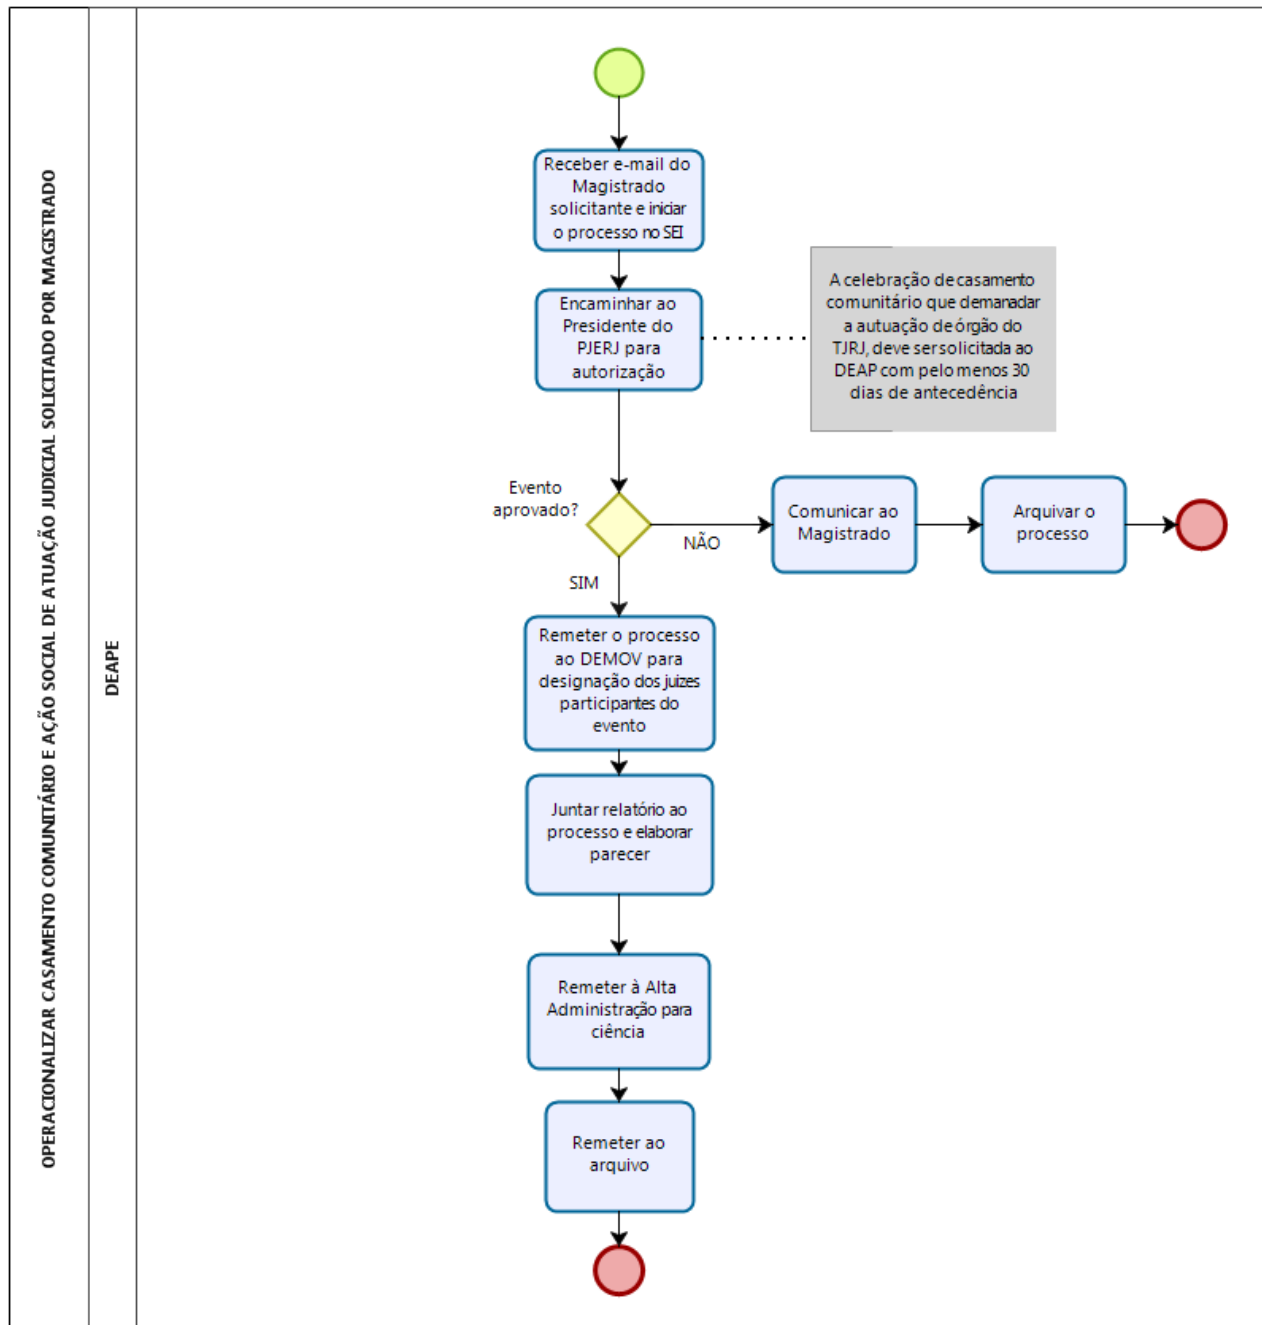 OPERACIONALIZAR CASAMENTO COMUNITÁRIO E AÇÃO SOCIAL DE ATUAÇÃO JUDICIAL SOLICITADO POR MAGISTRADO
DEAPE
Receber e-mail do
Magistrado
solicitante e iniciar
o processo no SEI
Encaminhar ao
Presidente do
PJERJ para
autorização
A celebração de casamento
comunitário que demanadar
a autuação de órgão do
TJRJ, deve ser solicitada ao
DEAP com pelo menos 30
dias de antecedência
Evento
aprovado?
NÃO
Comunicar ao
Magistrado
Arquivar o
processo
SIM
Remeter o processo
ao DEMOV para
designação dos juízes
participantes do
evento
Juntar relatório ao
processo e elaborar
parecer
Remeter à Alta
Administração para
ciência
Remeter ao
arquivo